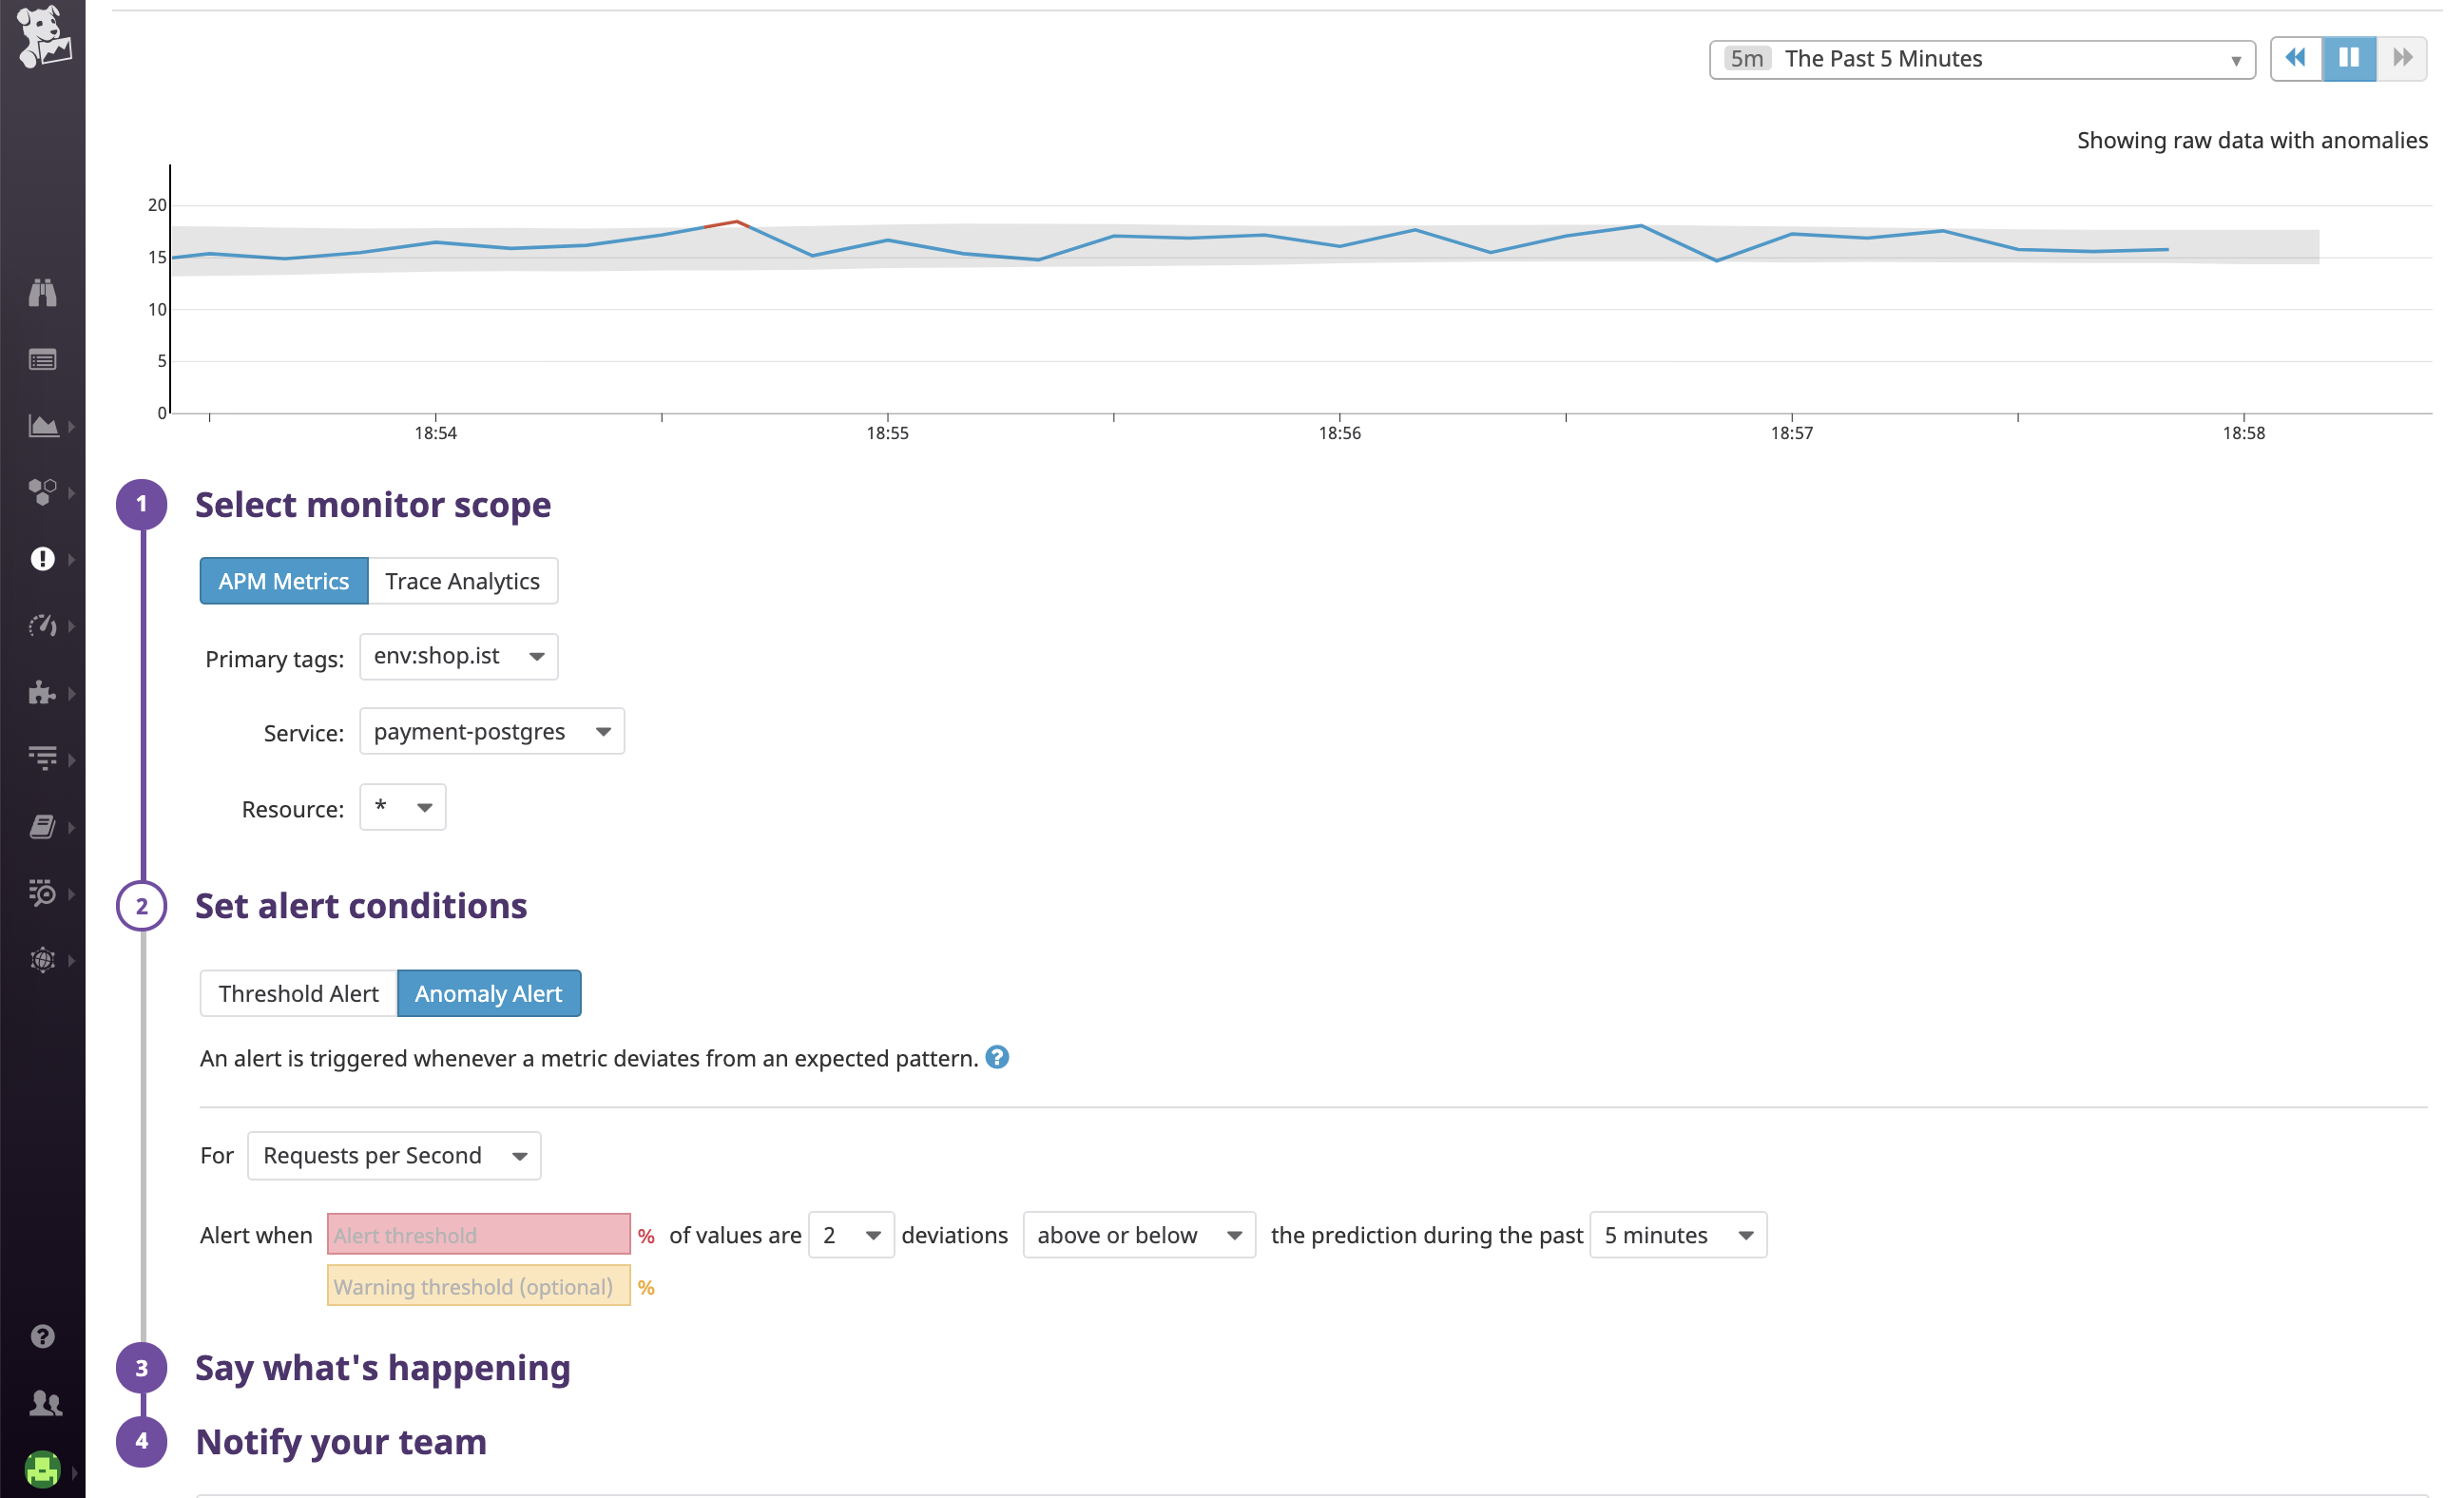 5m The Past 5 Minutes
Showing raw data with anomalies
20
15
10
5
0
18:54 18:55 18:56 18:57 18:58
1 Select monitor scope
APM Metrics Trace Analytics
Primary tags: env:shop.ist
Service: payment-postgres
Resource: *
2 Set alert conditions
Threshold Alert Anomaly Alert
An alert is triggered whenever a metric deviates from an expected pattern. ?
For Requests per Second
Alert when Alert threshold % of values are 2 deviations above or below the prediction during the past 5 minutes
Warning threshold (optional) %
3 Say what's happening
4 Notify your team